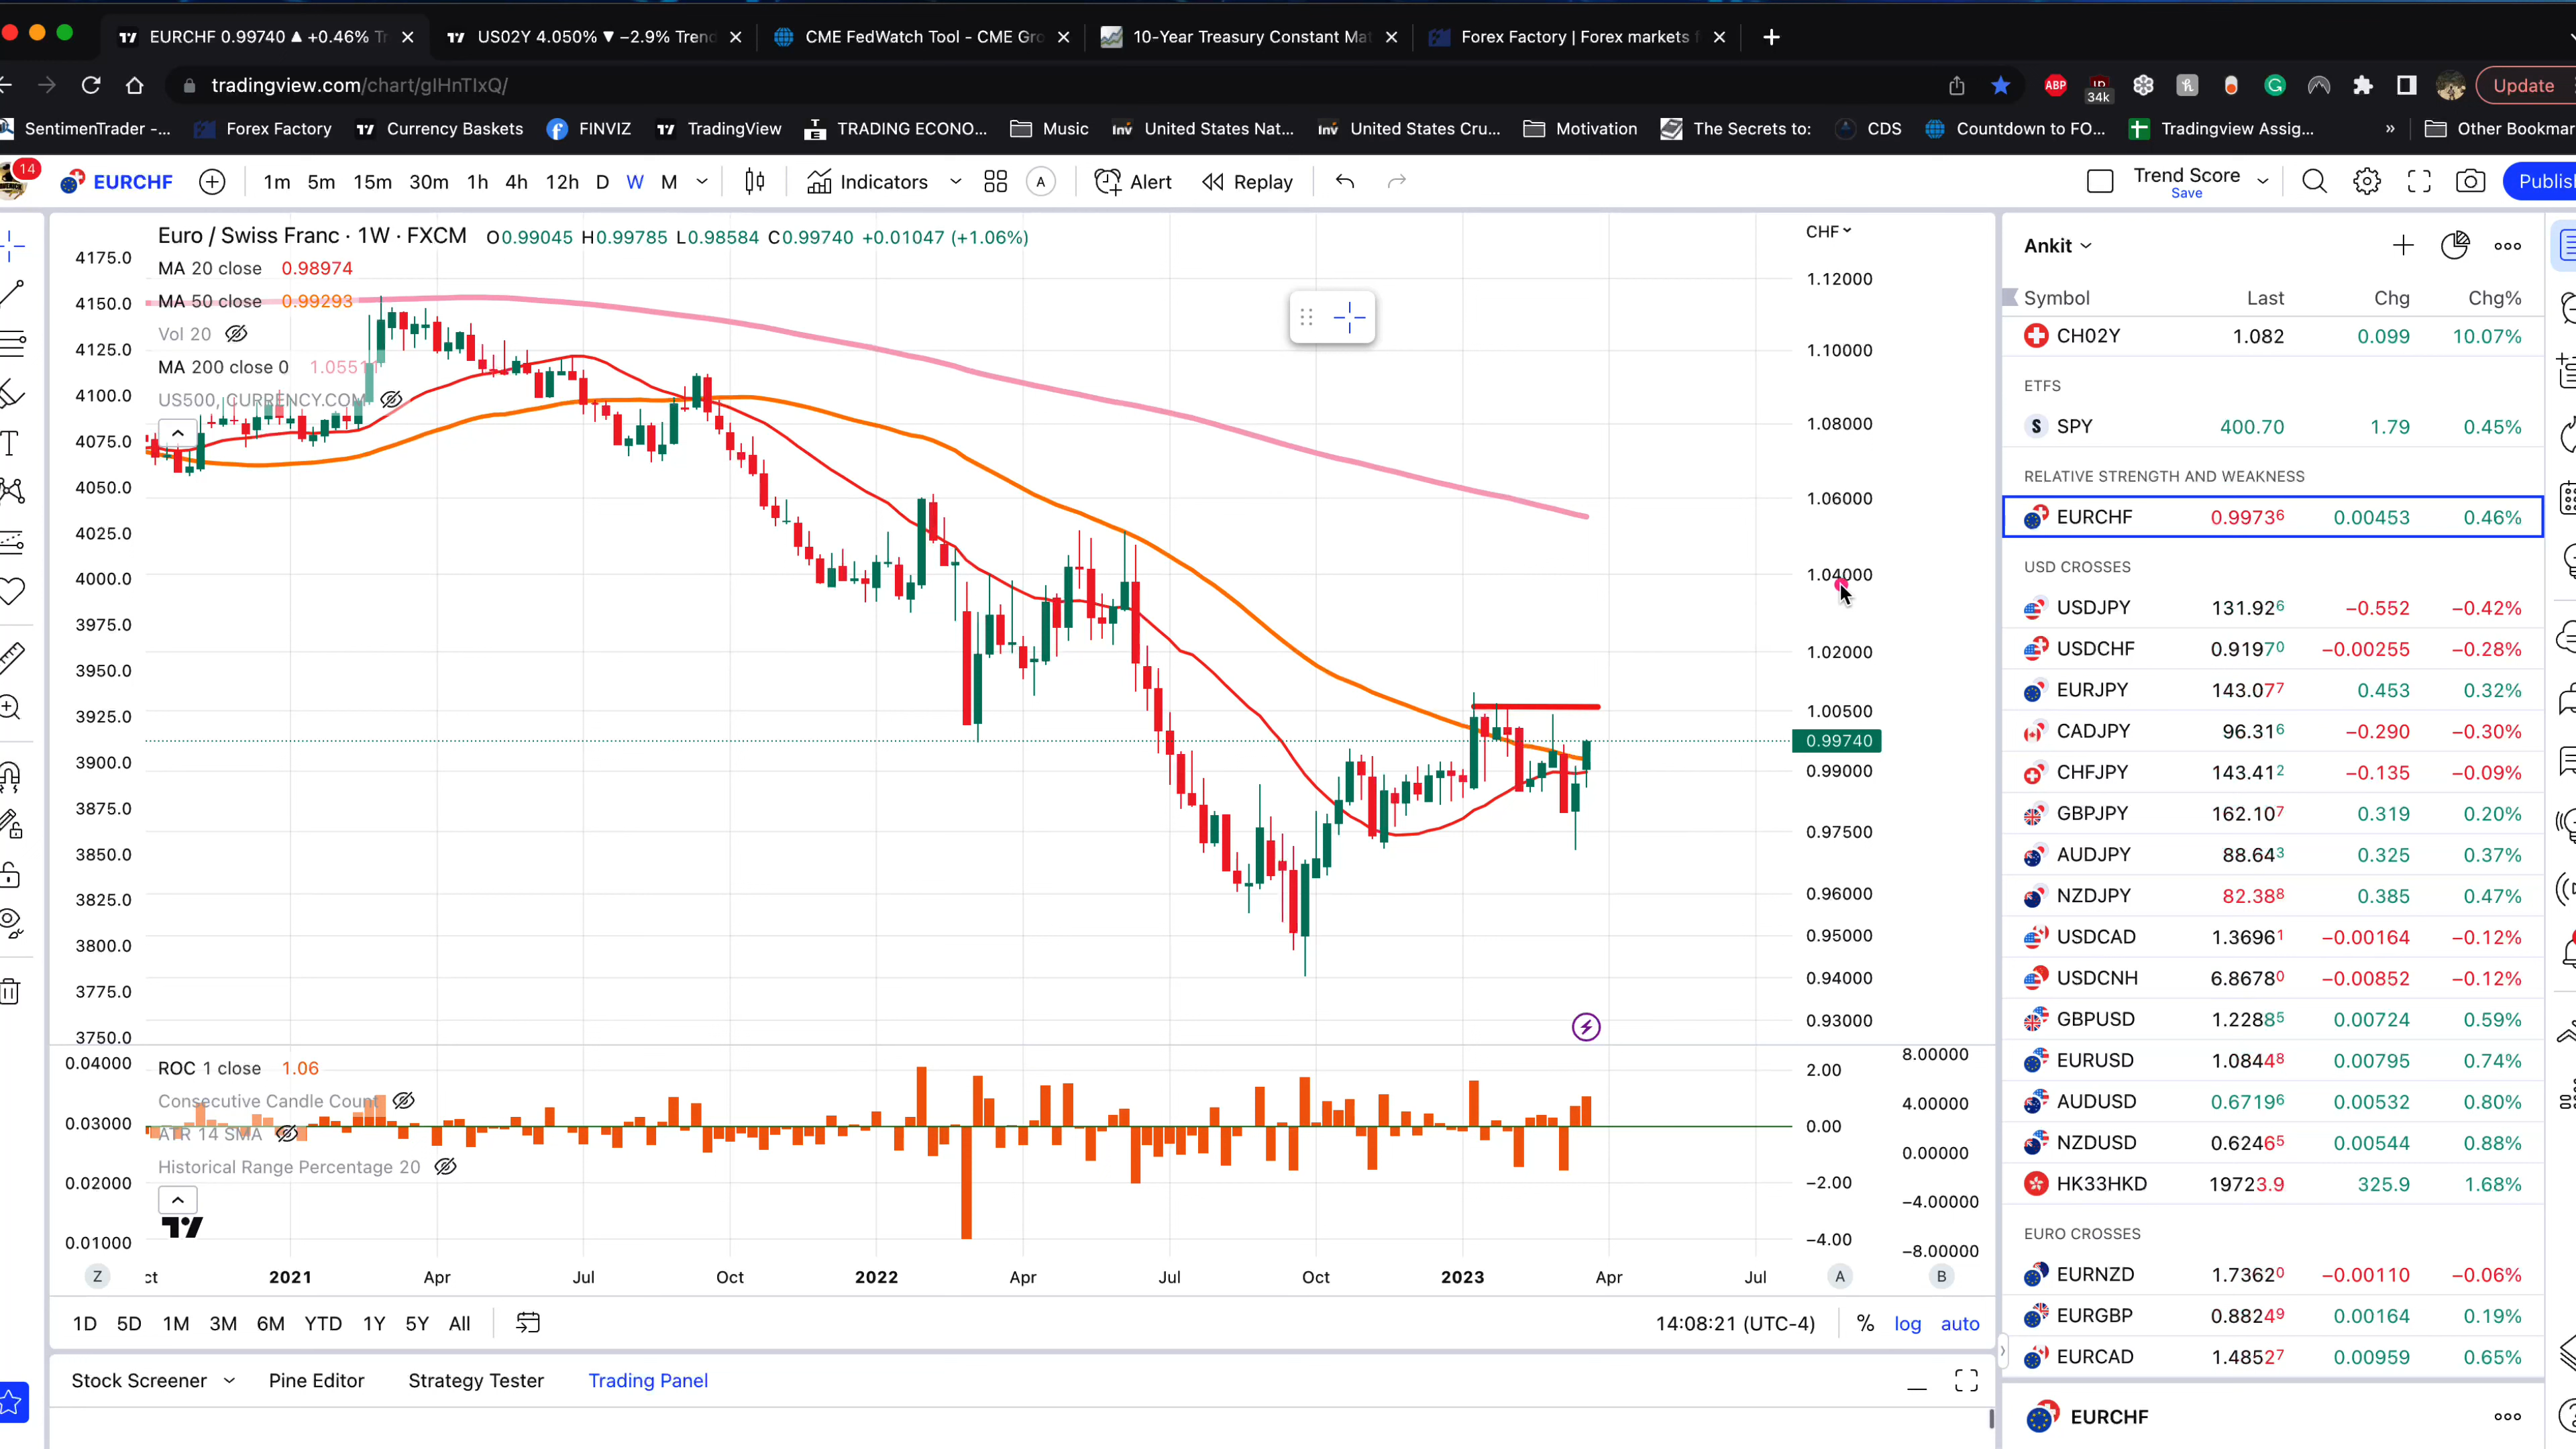 EURCHF 0.99740 ▲ +0.46% Tr
US02Y 4.050% ▼ −2.9% Trend
CME FedWatch Tool - CME Gro
10-Year Treasury Constant Mat
Forex Factory | Forex markets f
tradingview.com/chart/gIHnTIxQ/
ABP
34k
Update
SentimenTrader -...
Forex Factory
Currency Baskets
FINVIZ
TradingView
TRADING ECONO...
Music
United States Nat...
United States Cru...
Motivation
The Secrets to:
CDS
Countdown to FO...
Tradingview Assig...
»
Other Bookmar
14
EURCHF
1m 5m 15m 30m 1h 4h 12h D W M
Indicators
A
Alert
Replay
Trend Score
Save
Publish
Euro / Swiss Franc · 1W · FXCM O0.99045 H0.99785 L0.98584 C0.99740 +0.01047 (+1.06%)
MA 20 close 0.98974
MA 50 close 0.99293
Vol 20
MA 200 close 0 1.05511
US500, CURRENCY.COM
4175.0
4150.0
4125.0
4100.0
4075.0
4050.0
4025.0
4000.0
3975.0
3950.0
3925.0
3900.0
3875.0
3850.0
3825.0
3800.0
3775.0
3750.0
CHF
1.12000
1.10000
1.08000
1.06000
1.04000
1.02000
1.00500
0.99740
0.99000
0.97500
0.96000
0.95000
0.94000
0.93000
ROC 1 close 1.06
Consecutive Candle Count
ATR 14 SMA
Historical Range Percentage 20
0.04000
0.03000
0.02000
0.01000
2.00
0.00
−2.00
−4.00
8.00000
4.00000
0.00000
−4.00000
−8.00000
Z ct 2021 Apr Jul Oct 2022 Apr Jul Oct 2023 Apr Jul A B
1D 5D 1M 3M 6M YTD 1Y 5Y All
14:08:21 (UTC-4) % log auto
Stock Screener
Pine Editor
Strategy Tester
Trading Panel
Ankit
Symbol Last Chg Chg%
CH02Y 1.082 0.099 10.07%
ETFS
SPY 400.70 1.79 0.45%
RELATIVE STRENGTH AND WEAKNESS
EURCHF 0.99736 0.00453 0.46%
USD CROSSES
USDJPY 131.926 −0.552 −0.42%
USDCHF 0.91970 −0.00255 −0.28%
EURJPY 143.077 0.453 0.32%
CADJPY 96.316 −0.290 −0.30%
CHFJPY 143.412 −0.135 −0.09%
GBPJPY 162.107 0.319 0.20%
AUDJPY 88.643 0.325 0.37%
NZDJPY 82.388 0.385 0.47%
USDCAD 1.36961 −0.00164 −0.12%
USDCNH 6.86780 −0.00852 −0.12%
GBPUSD 1.22885 0.00724 0.59%
EURUSD 1.08448 0.00795 0.74%
AUDUSD 0.67196 0.00532 0.80%
NZDUSD 0.62465 0.00544 0.88%
HK33HKD 19723.9 325.9 1.68%
EURO CROSSES
EURNZD 1.73620 −0.00110 −0.06%
EURGBP 0.88249 0.00164 0.19%
EURCAD 1.48527 0.00959 0.65%
EURCHF